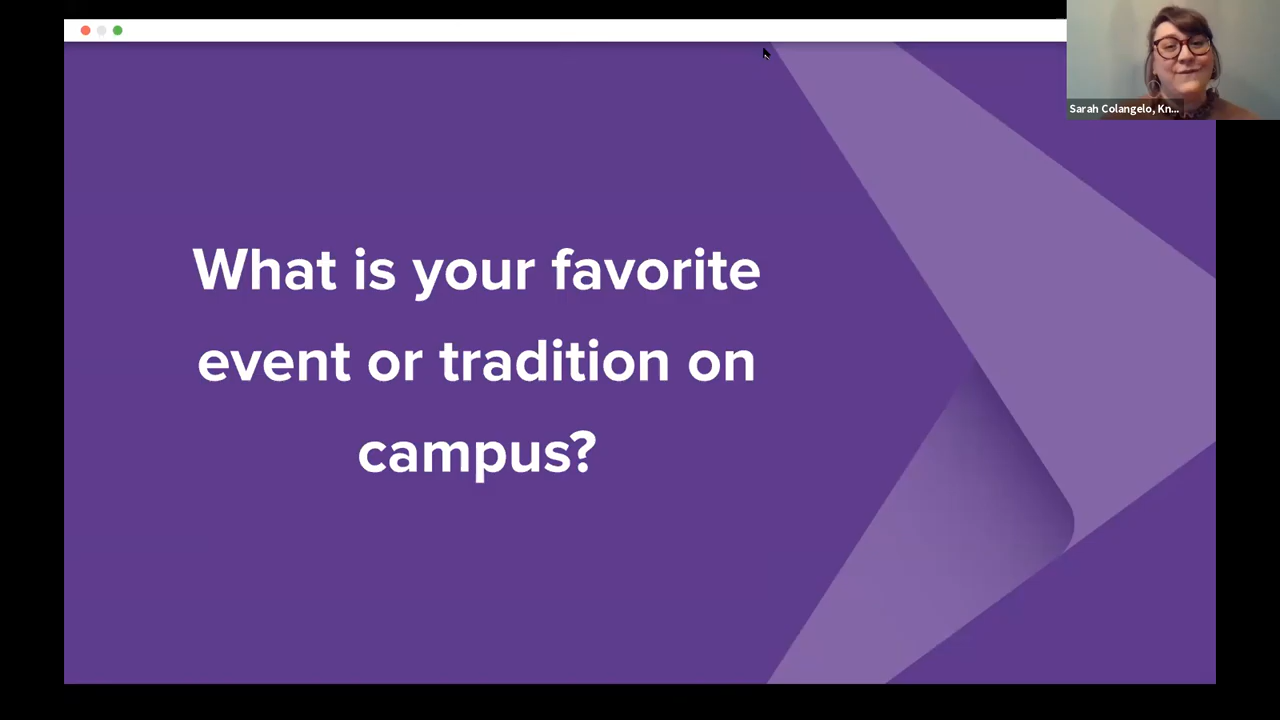 What is your favorite
event or tradition on
campus?
Sarah Colangelo, Kn...